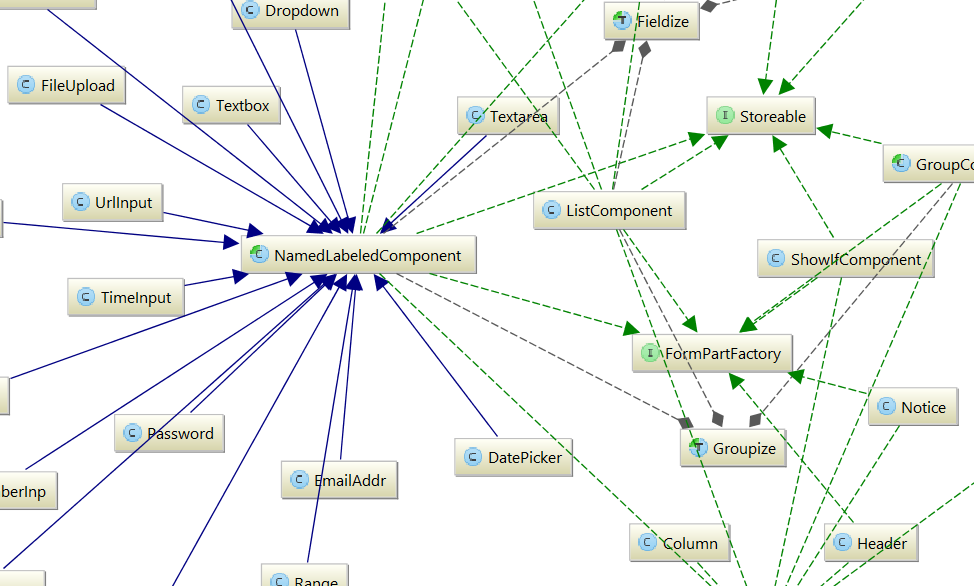 Dropdown
Fieldize
FileUpload
Textbox
Textarea
Storeable
GroupCo
UrlInput
ListComponent
NamedLabeledComponent
ShowIfComponent
TimeInput
FormPartFactory
Notice
Password
Groupize
DatePicker
EmailAddr
berInp
Column
Header
Range